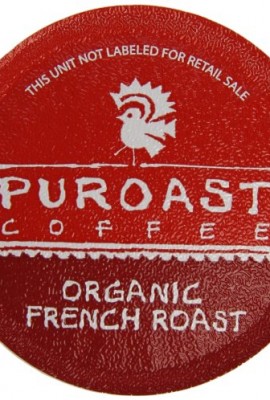 THIS UNIT NOT LABELED FOR RETAIL SALE
PUROAST
COFFEE
ORGANIC
FRENCH ROAST